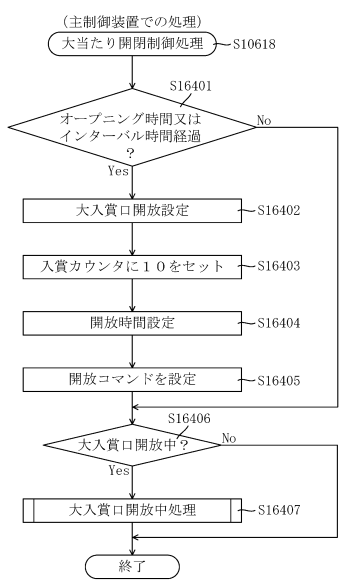 (主制御装置での処理)
大当たり開閉制御処理
S10618
S16401
オープニング時間又は
インターバル時間経過
?
No
Yes
大入賞口開放設定
S16402
入賞カウンタに10をセット
S16403
開放時間設定
S16404
開放コマンドを設定
S16405
S16406
大入賞口開放中?
No
Yes
大入賞口開放中処理
S16407
終了